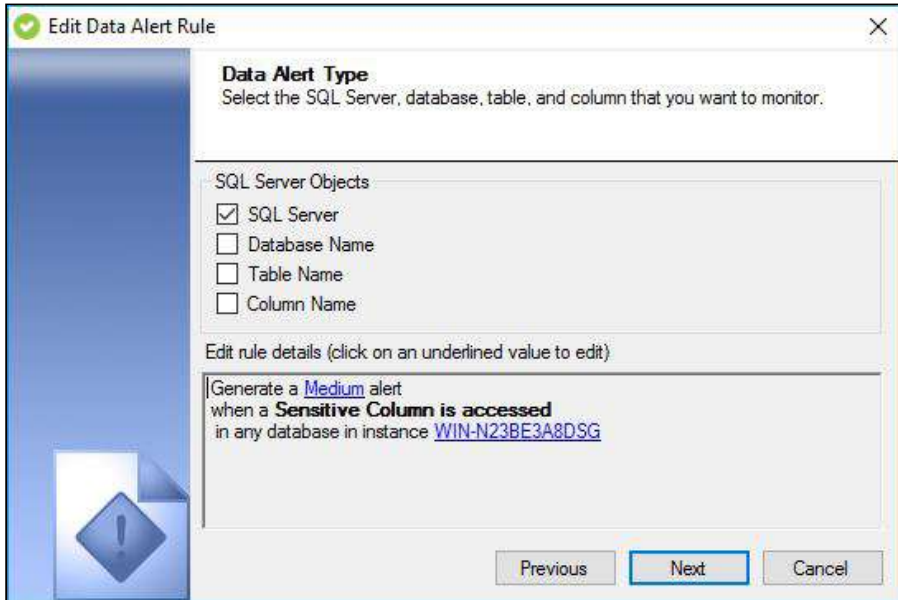 Edit Data Alert Rule
Data Alert Type
Select the SQL Server, database, table, and column that you want to monitor.
SQL Server Objects
SQL Server
Database Name
Table Name
Column Name
Edit rule details (click on an underlined value to edit)
Generate a Medium alert
when a Sensitive Column is accessed
in any database in instance WIN-N23BE3A8DSG
Previous Next Cancel